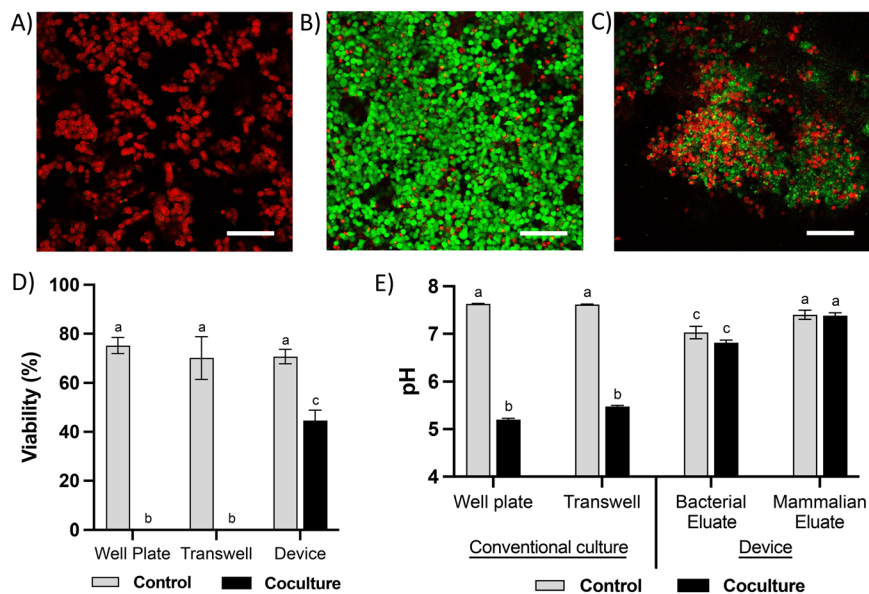 A)
B)
C)
D)
100
80
60
40
20
0
Viability (%)
a
b
a
b
a
c
Well Plate
Transwell
Device
Control
Coculture
E)
8
7
6
5
4
pH
a
b
a
b
c
c
a
a
Well plate
Transwell
Bacterial
Eluate
Mammalian
Eluate
Conventional culture
Device
Control
Coculture